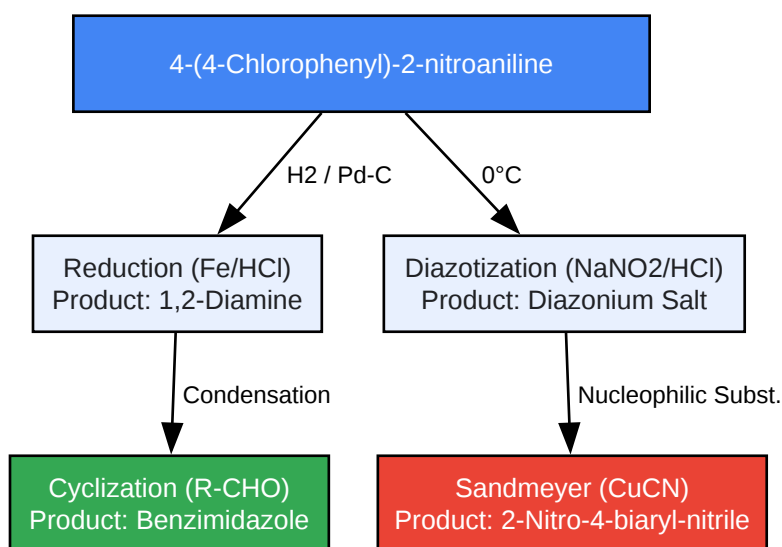 4-(4-Chlorophenyl)-2-nitroaniline
H2 / Pd-C
0°C
Reduction (Fe/HCl)
Product: 1,2-Diamine
Diazotization (NaNO2/HCl)
Product: Diazonium Salt
Condensation
Nucleophilic Subst.
Cyclization (R-CHO)
Product: Benzimidazole
Sandmeyer (CuCN)
Product: 2-Nitro-4-biaryl-nitrile